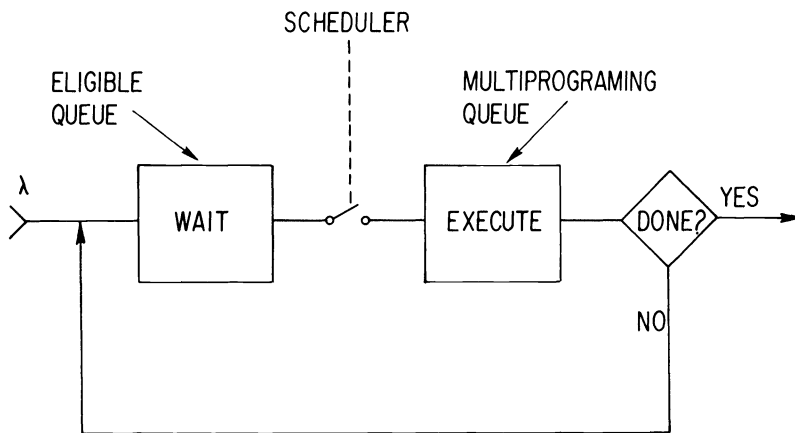 SCHEDULER
ELIGIBLE
QUEUE
MULTIPROGRAMING
QUEUE
λ
WAIT
EXECUTE
DONE?
YES
NO